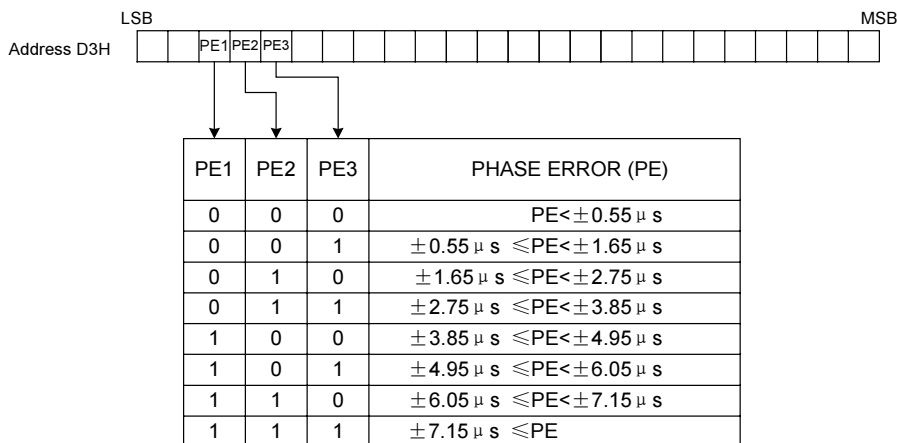 LSB MSB
Address D3H PE1 PE2 PE3
PE1 PE2 PE3 PHASE ERROR (PE)
0 0 0 PE<±0.55μs
0 0 1 ±0.55μs ≤PE<±1.65μs
0 1 0 ±1.65μs ≤PE<±2.75μs
0 1 1 ±2.75μs ≤PE<±3.85μs
1 0 0 ±3.85μs ≤PE<±4.95μs
1 0 1 ±4.95μs ≤PE<±6.05μs
1 1 0 ±6.05μs ≤PE<±7.15μs
1 1 1 ±7.15μs ≤PE